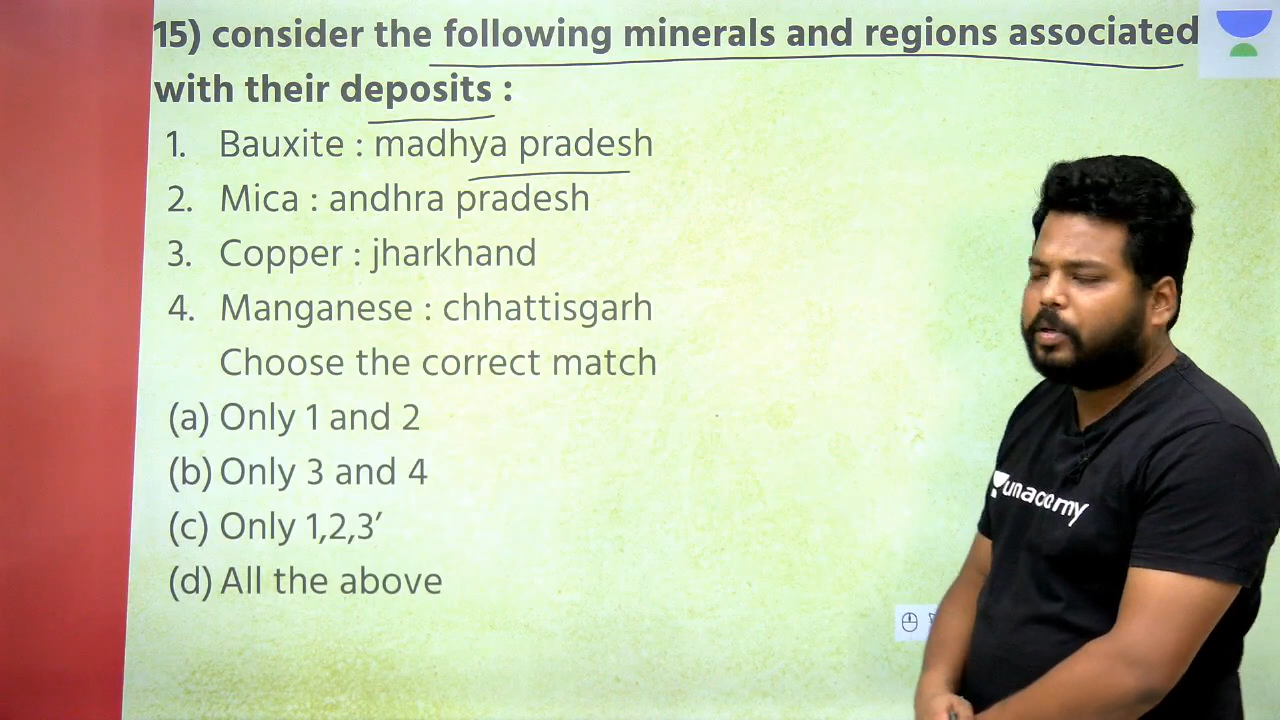 15) consider the following minerals and regions associated
with their deposits :
1. Bauxite : madhya pradesh
2. Mica : andhra pradesh
3. Copper : jharkhand
4. Manganese : chhattisgarh
Choose the correct match
(a) Only 1 and 2
(b) Only 3 and 4
(c) Only 1,2,3’
(d) All the above
unacademy